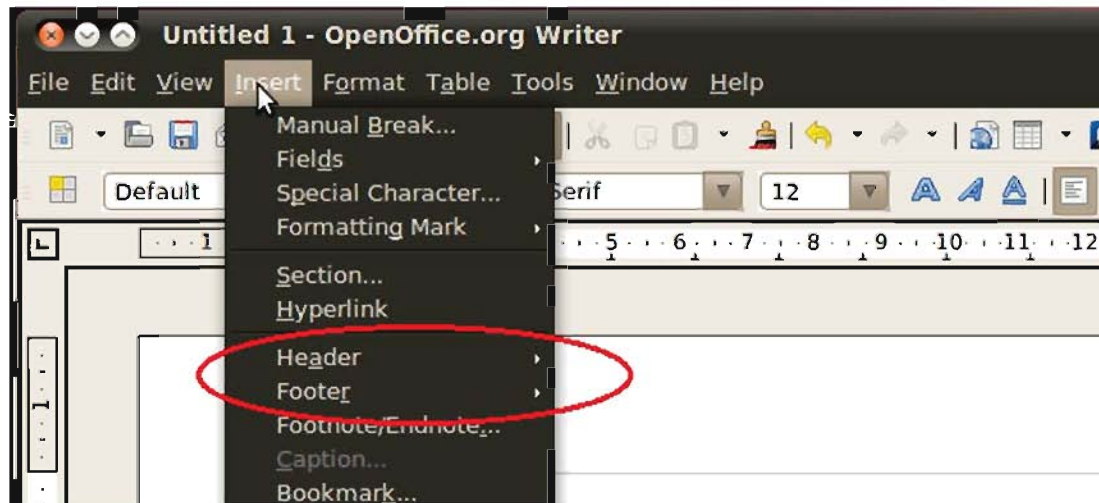 Untitled 1 - OpenOffice.org Writer
File Edit View Insert Format Table Tools Window Help
Manual Break...
Fields
Default
Special Character...
Serif
12
Formatting Mark
1 5 6 7 8 9 10 11 12
Section...
Hyperlink
Header
Footer
1
Footnote/Endnote...
Caption...
Bookmark...